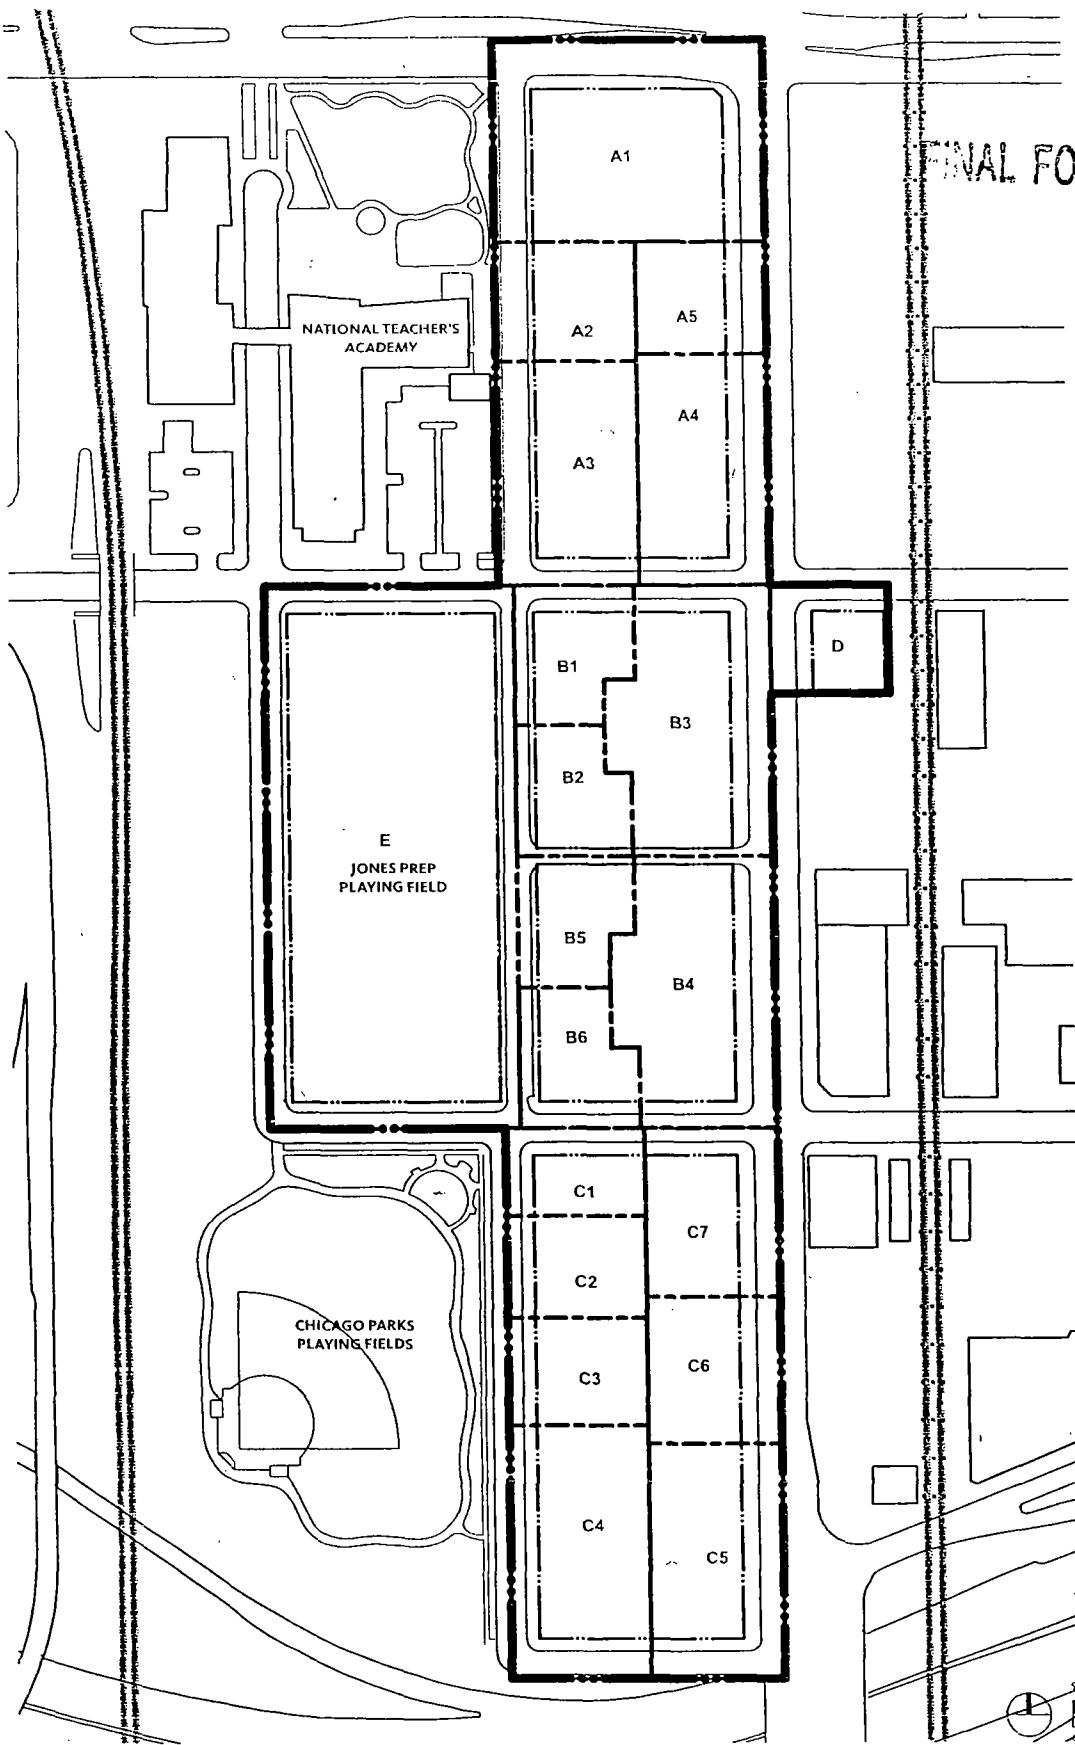 A1
FINAL FO
A2
A5
NATIONAL TEACHER'S
ACADEMY
A3
A4
B1
D
B3
B2
E
JONES PREP
PLAYING FIELD
B5
B4
B6
C1
C7
C2
CHICAGO PARKS
PLAYING FIELDS
C3
C6
C4
C5